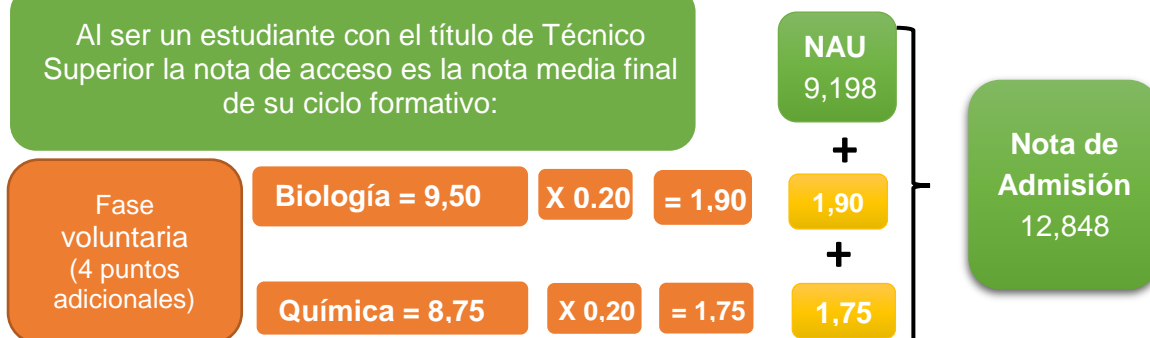 Al ser un estudiante con el título de Técnico
Superior la nota de acceso es la nota media final
de su ciclo formativo:
NAU
9,198
+
Nota de
Admisión
12,848
Fase
voluntaria
(4 puntos
adicionales)
Biología = 9,50
X 0.20
= 1,90
1,90
+
Química = 8,75
X 0,20
= 1,75
1,75